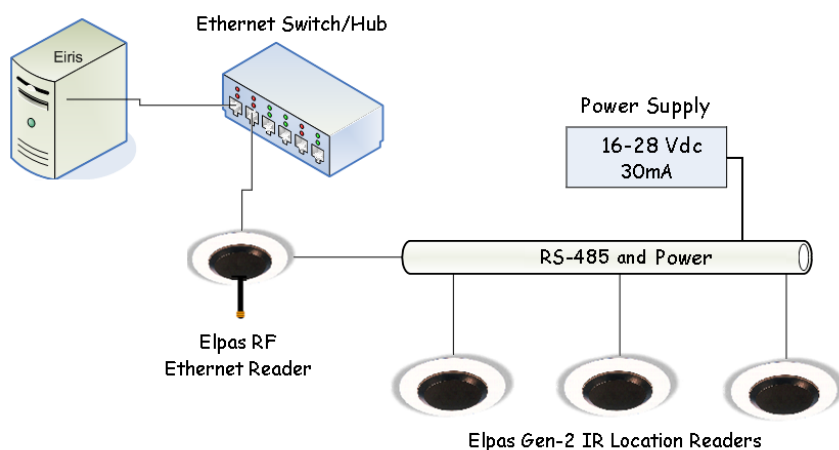 Ethernet Switch/Hub
Eiris
Power Supply
16-28 Vdc
30mA
RS-485 and Power
Elpas RF
Ethernet Reader
Elpas Gen-2 IR Location Readers